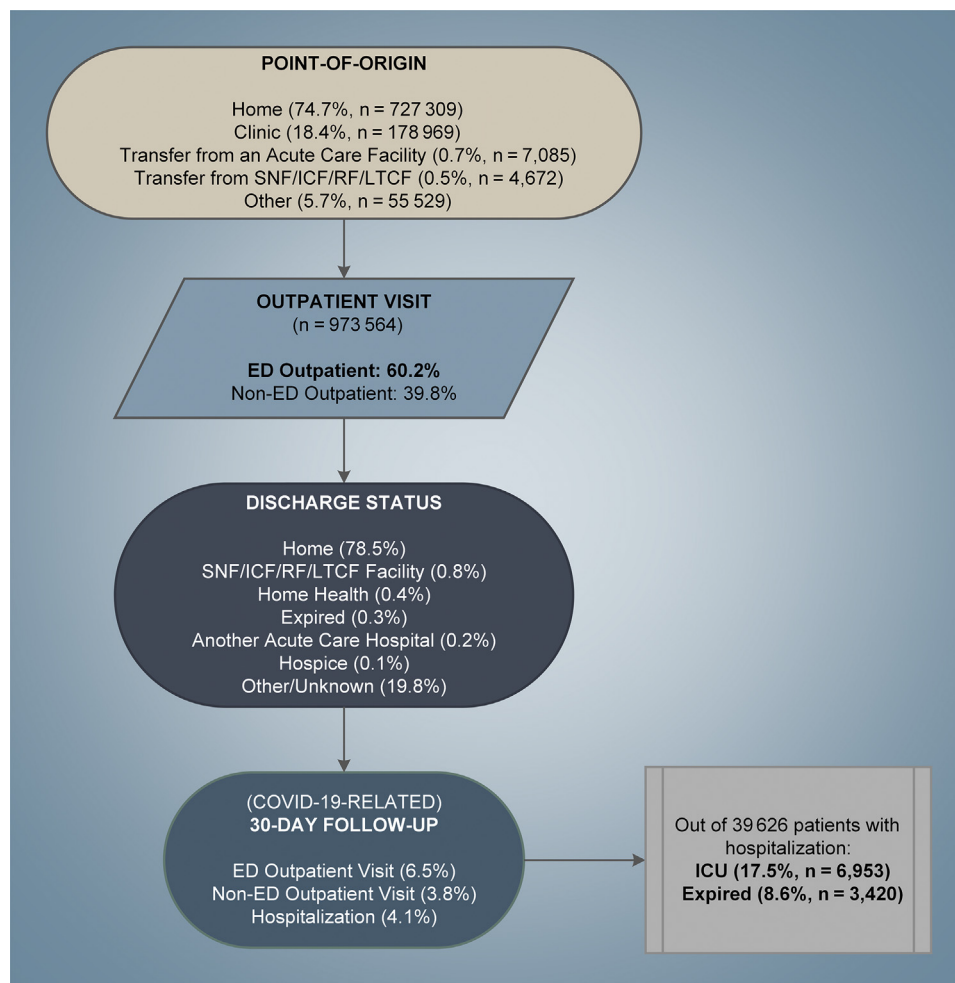 POINT-OF-ORIGIN
Home (74.7%, n = 727 309)
Clinic (18.4%, n = 178 969)
Transfer from an Acute Care Facility (0.7%, n = 7,085)
Transfer from SNF/ICF/RF/LTCF (0.5%, n = 4,672)
Other (5.7%, n = 55 529)
OUTPATIENT VISIT
(n = 973 564)
ED Outpatient: 60.2%
Non-ED Outpatient: 39.8%
DISCHARGE STATUS
Home (78.5%)
SNF/ICF/RF/LTCF Facility (0.8%)
Home Health (0.4%)
Expired (0.3%)
Another Acute Care Hospital (0.2%)
Hospice (0.1%)
Other/Unknown (19.8%)
(COVID-19-RELATED)
30-DAY FOLLOW-UP
ED Outpatient Visit (6.5%)
Non-ED Outpatient Visit (3.8%)
Hospitalization (4.1%)
Out of 39 626 patients with
hospitalization:
ICU (17.5%, n = 6,953)
Expired (8.6%, n = 3,420)